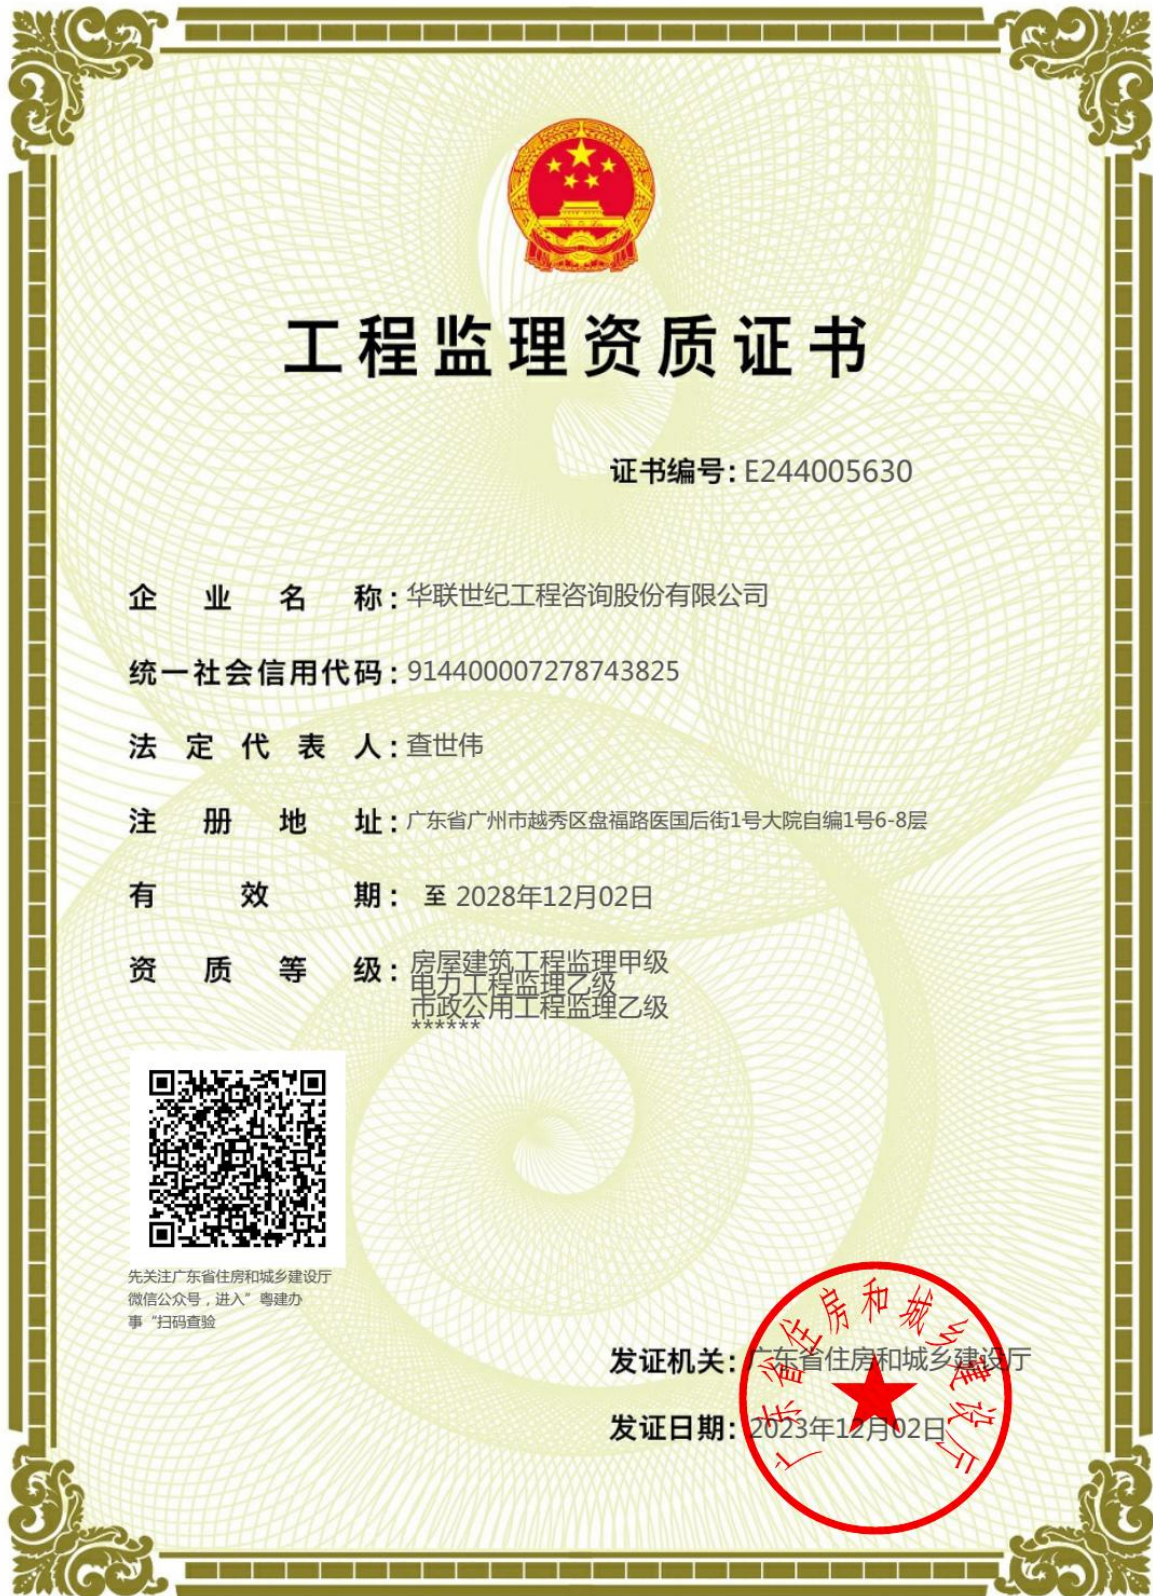 工程监理资质证书
证书编号：E244005630
企业名称：华联世纪工程咨询股份有限公司
统一社会信用代码：914400007278743825
法定代表人：查世伟
注册地址：广东省广州市越秀区盘福路医国后街1号大院自编1号6-8层
有效期：至 2028年12月02日
资质等级：房屋建筑工程监理甲级
电力工程监理乙级
市政公用工程监理乙级
******
先关注广东省住房和城乡建设厅
微信公众号，进入”粤建办
事“扫码查验
发证机关：广东省住房和城乡建设厅
发证日期：2023年12月02日
广东省住房和城乡建设厅